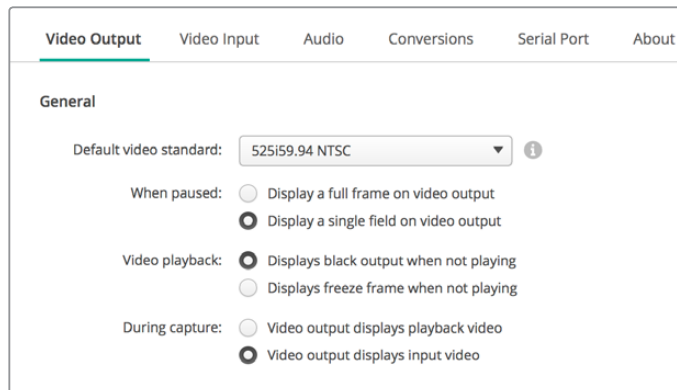 Video Output Video Input Audio Conversions Serial Port About
General
Default video standard: 525i59.94 NTSC
When paused: Display a full frame on video output
Display a single field on video output
Video playback: Displays black output when not playing
Displays freeze frame when not playing
During capture: Video output displays playback video
Video output displays input video